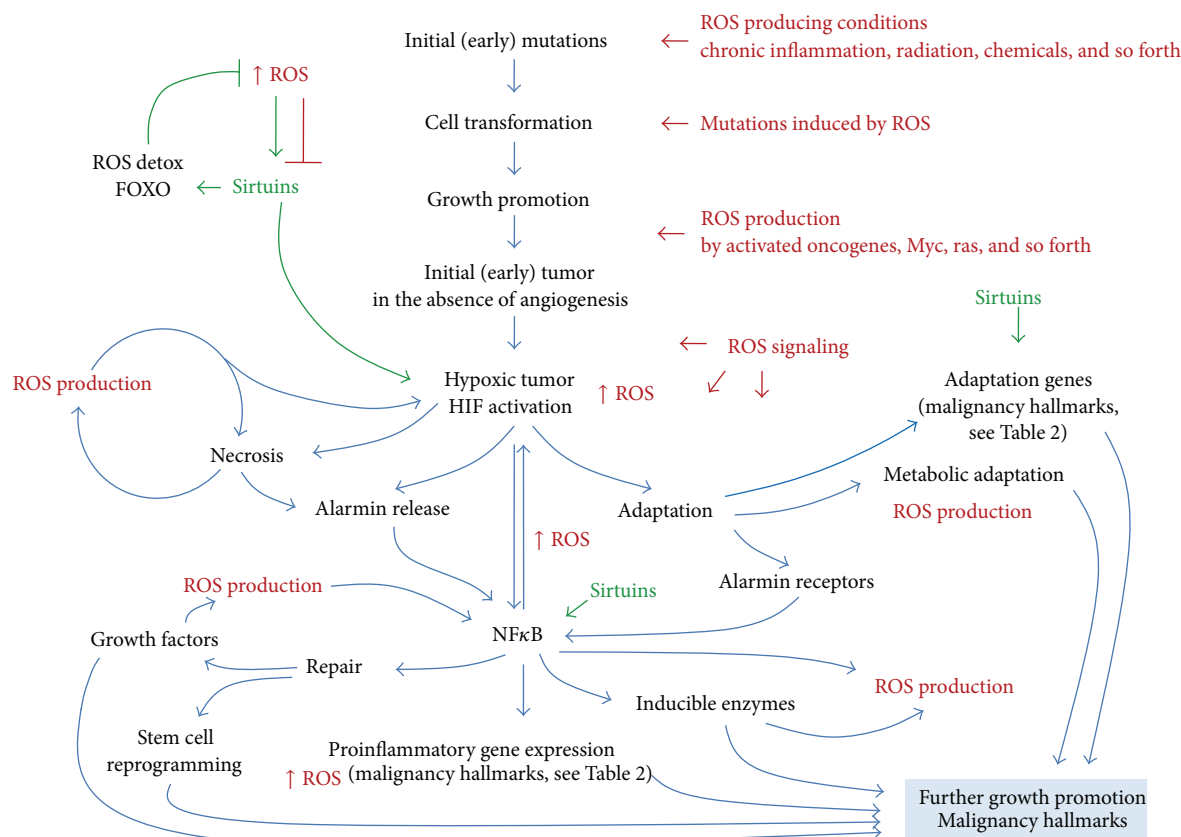 Initial (early) mutations
ROS producing conditions
chronic inflammation, radiation, chemicals, and so forth
↑ ROS
Cell transformation
Mutations induced by ROS
ROS detox
FOXO
Sirtuins
Growth promotion
ROS production
by activated oncogenes, Myc, ras, and so forth
Initial (early) tumor
in the absence of angiogenesis
Sirtuins
ROS signaling
ROS production
Hypoxic tumor
HIF activation
↑ ROS
Adaptation genes
(malignancy hallmarks,
see Table 2)
Necrosis
Metabolic adaptation
Alarmin release
Adaptation
ROS production
↑ ROS
ROS production
Sirtuins
Alarmin receptors
Growth factors
NFκB
Repair
ROS production
Inducible enzymes
Stem cell
reprogramming
Proinflammatory gene expression
↑ ROS (malignancy hallmarks, see Table 2)
Further growth promotion
Malignancy hallmarks